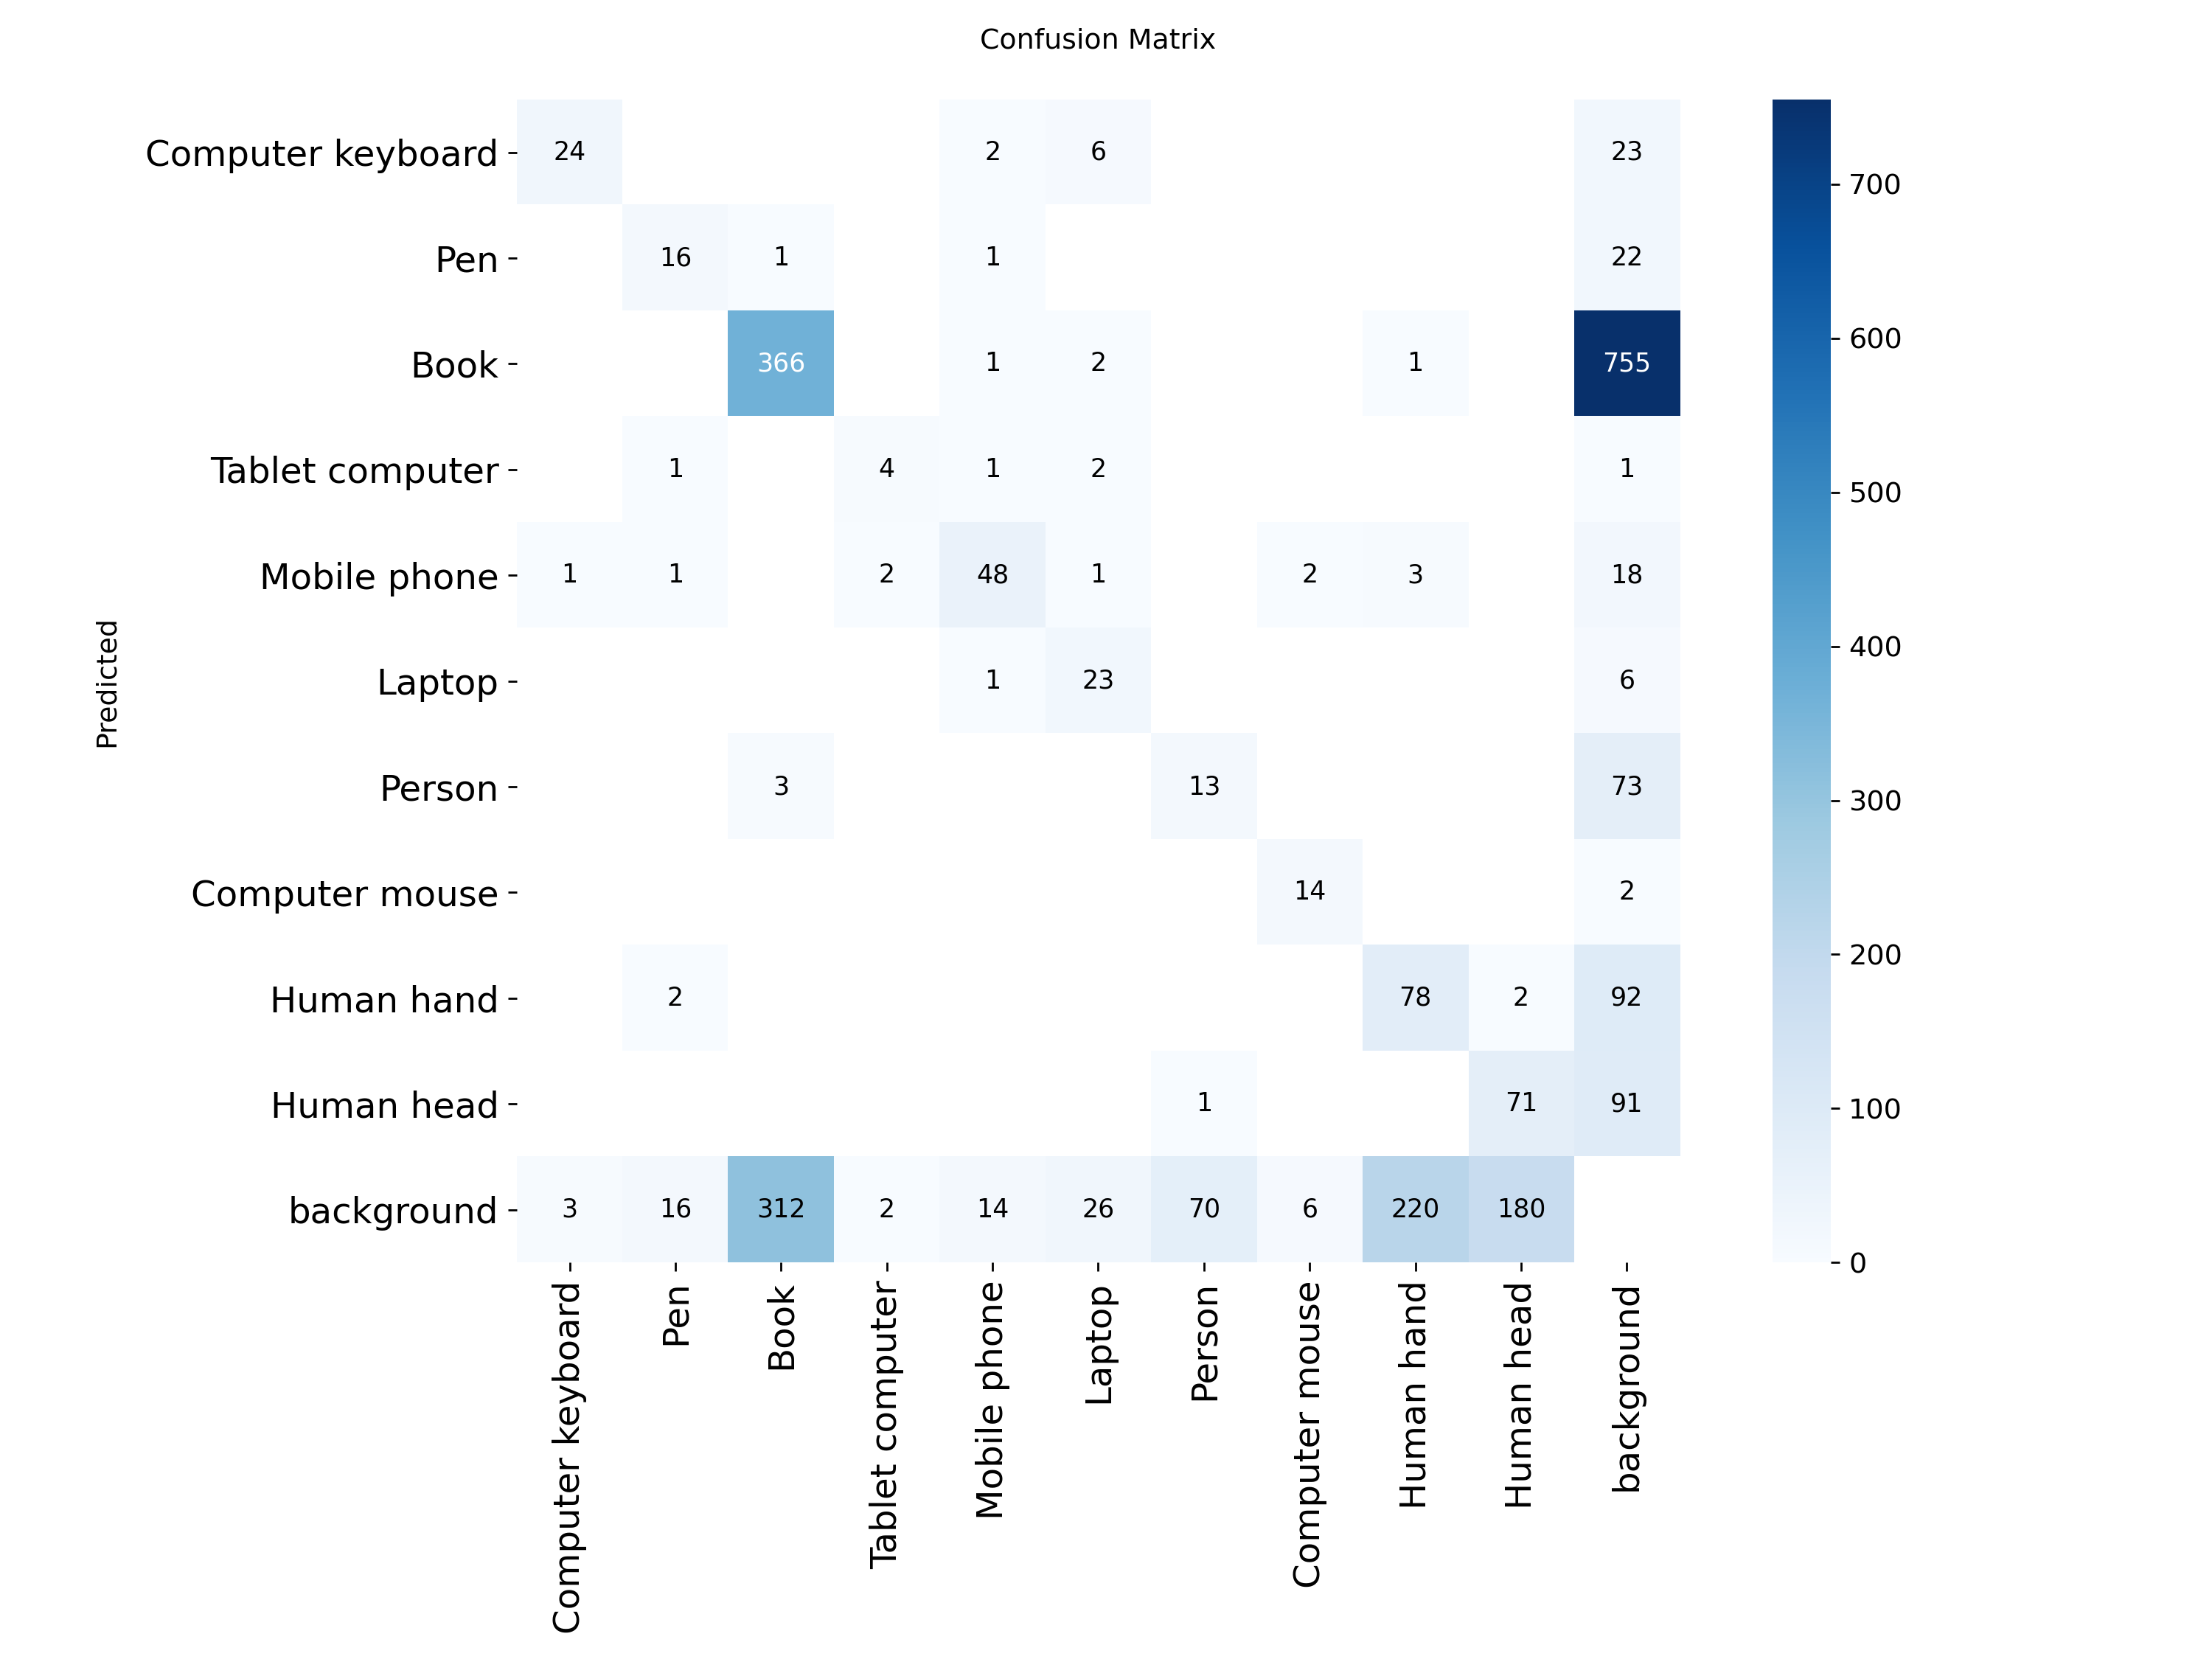 Confusion Matrix
Computer keyboard 24 2 6 23
Pen 16 1 1 22
Book 366 1 2 1 755
Tablet computer 1 4 1 2 1
Mobile phone 1 1 2 48 1 2 3 18
Laptop 1 23 6
Person 3 13 73
Computer mouse 14 2
Human hand 2 78 2 92
Human head 1 71 91
background 3 16 312 2 14 26 70 6 220 180
Predicted
Computer keyboard
Pen
Book
Tablet computer
Mobile phone
Laptop
Person
Computer mouse
Human hand
Human head
background
700
600
500
400
300
200
100
0